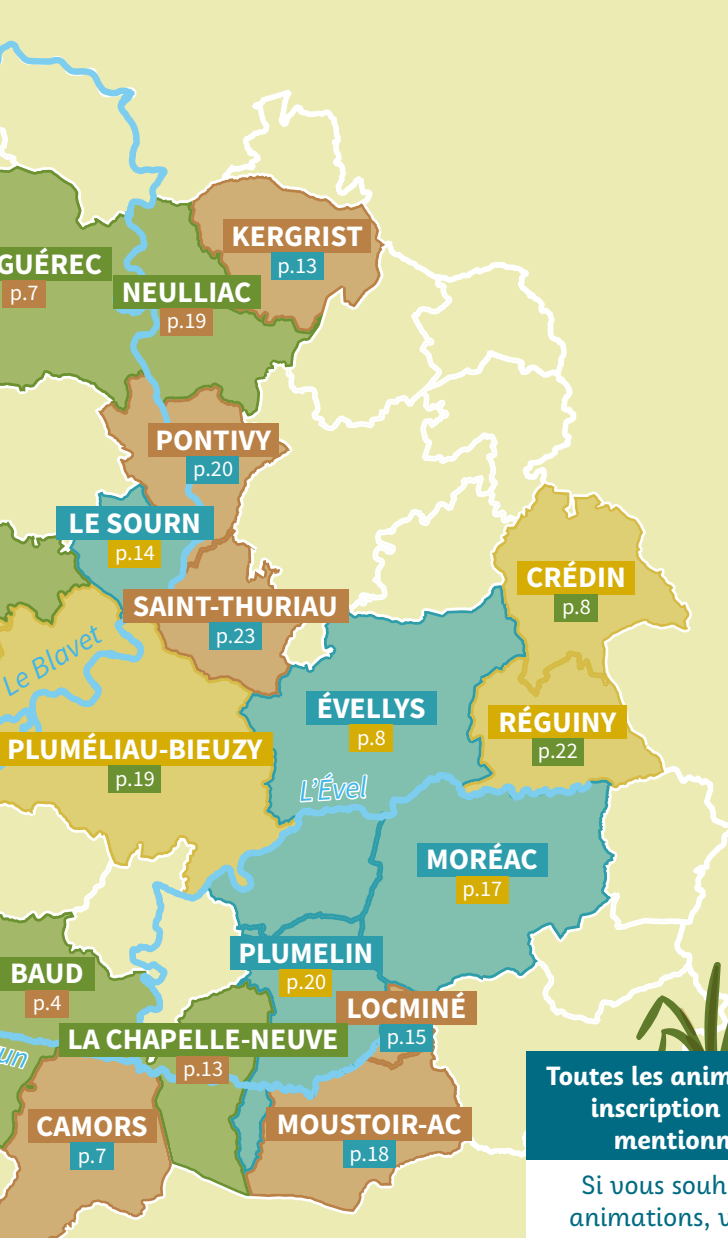 KERGRIST
p.13
GUÉREC
p.7
NEULLIAC
p.19
PONTIVY
p.20
LE SOURN
p.14
CRÉDIN
p.8
SAINT-THURIAU
p.23
Le Blavet
ÉVELLYS
p.8
RÉGUINY
p.22
PLUMÉLIAU-BIEUZY
p.19
L'Ével
MORÉAC
p.17
PLUMELIN
p.20
BAUD
p.4
LOCMINÉ
p.15
LA CHAPELLE-NEUVE
p.13
un
CAMORS
p.7
MOUSTOIR-AC
p.18
Toutes les anim
inscription
mentionn
Si vous souh
animations, v